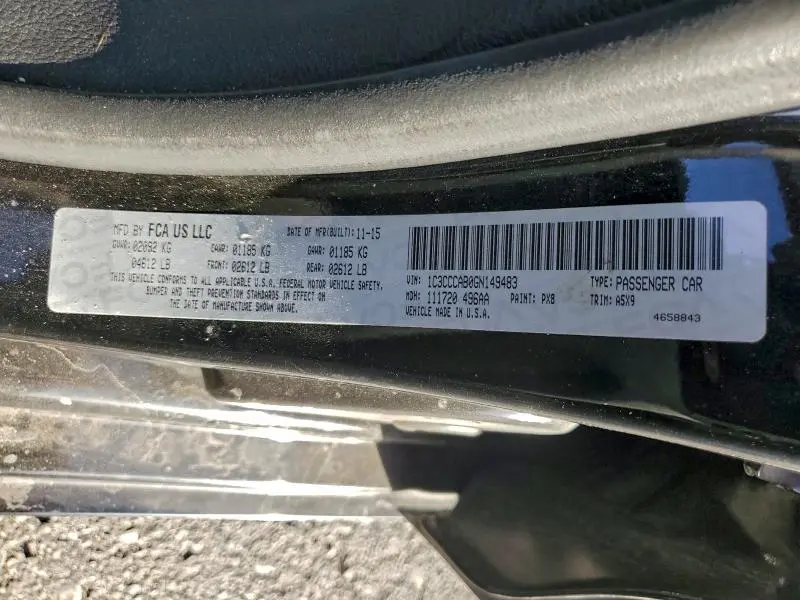 MFD BY FCA US LLC
DATE OF MFR(BUILT): 11-15
GVWR: 02092 KG GAWR: 01185 KG GAWR: 01185 KG
04612 LB FRONT: 02612 LB REAR: 02612 LB
THIS VEHICLE CONFORMS TO ALL APPLICABLE U.S.A. FEDERAL MOTOR VEHICLE SAFETY,
BUMPER AND THEFT PREVENTION STANDARDS IN EFFECT ON
THE DATE OF MANUFACTURE SHOWN ABOVE.
VIN: 1C3CCCAB0GN149483 TYPE: PASSENGER CAR
MDH: 111720 496AA PAINT: PX8 TRIM: A5X9
VEHICLE MADE IN U.S.A. 4658843